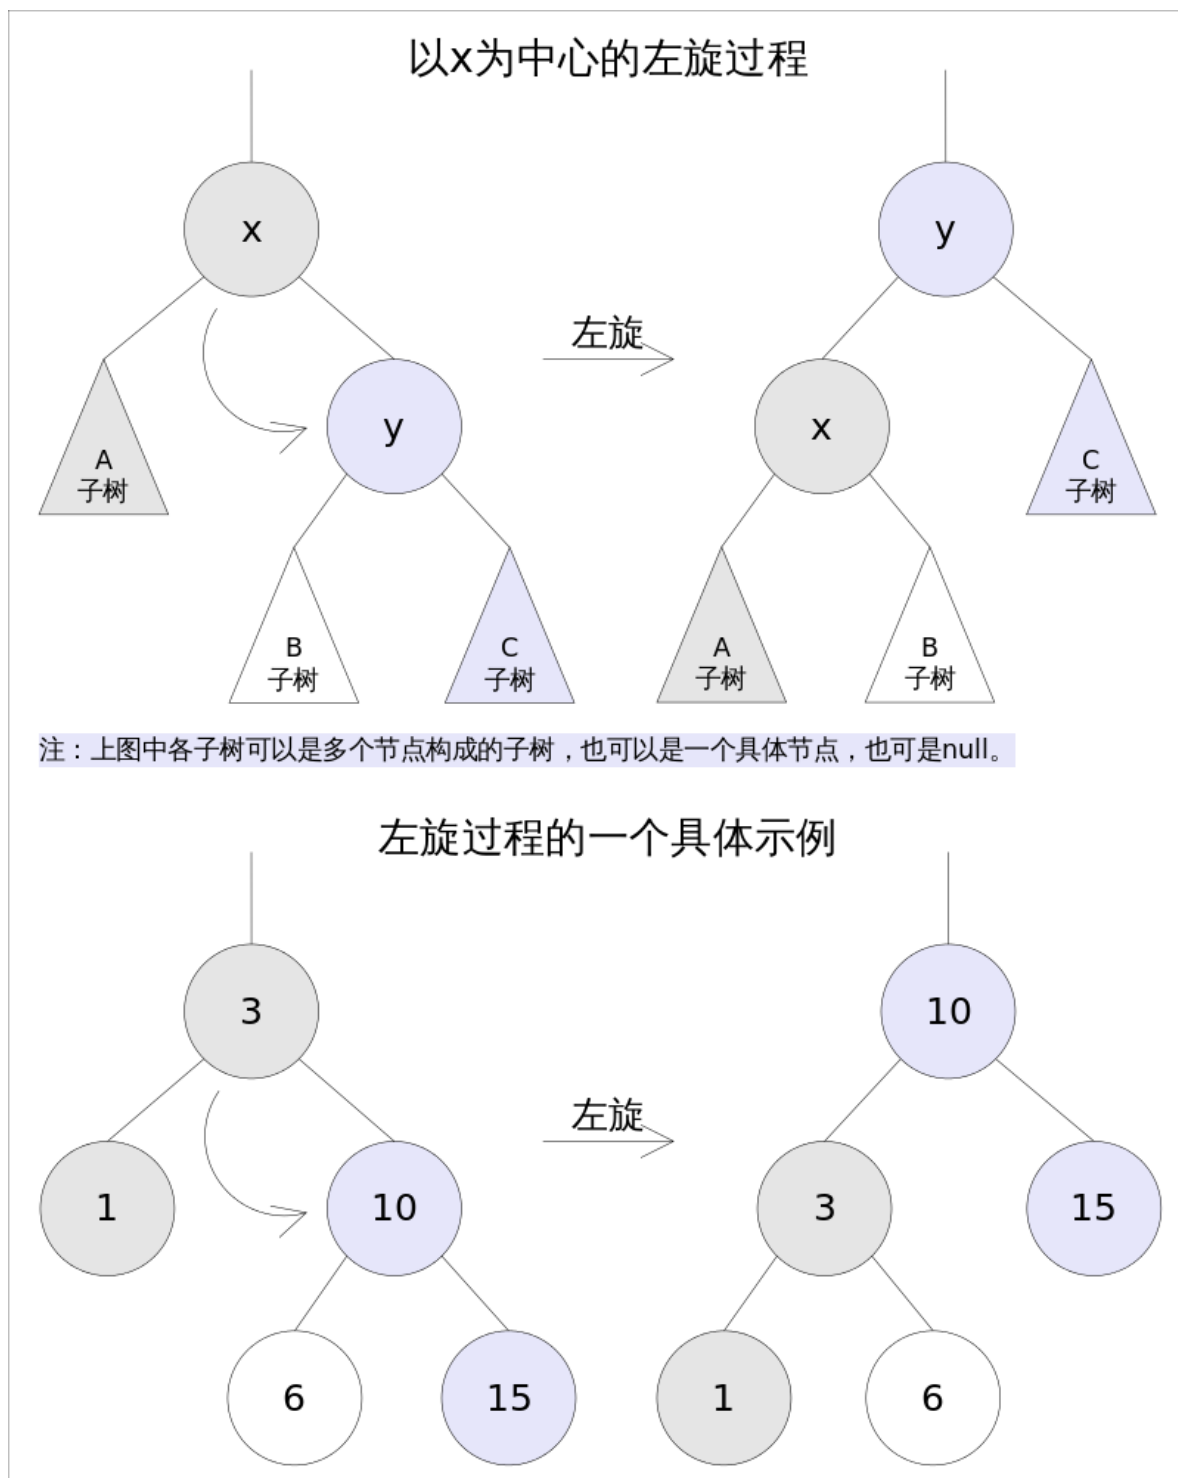 以x为中心的左旋过程
x
y
左旋
y
x
A
子树
C
子树
B
子树
C
子树
A
子树
B
子树
注：上图中各子树可以是多个节点构成的子树，也可以是一个具体节点，也可是null。
左旋过程的一个具体示例
3
10
左旋
1
10
3
15
6
15
1
6